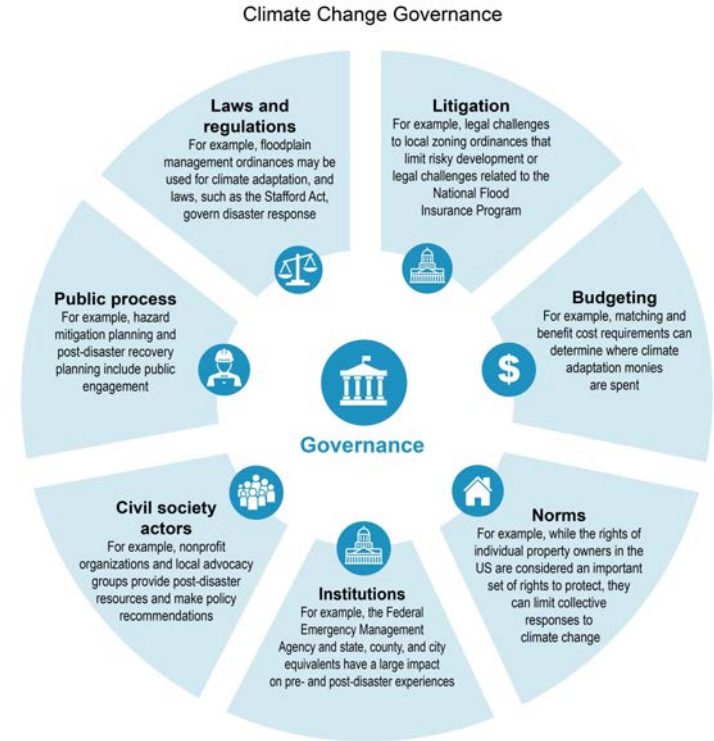 Climate Change Governance
Laws and
regulations
For example, floodplain
management ordinances may be
used for climate adaptation, and
laws, such as the Stafford Act,
govern disaster response
Litigation
For example, legal challenges
to local zoning ordinances that
limit risky development or
legal challenges related to the
National Flood
Insurance Program
Public process
For example, hazard
mitigation planning and
post-disaster recovery
planning include public
engagement
Budgeting
For example, matching and
benefit cost requirements can
determine where climate
adaptation monies
are spent
$
Governance
Civil society
actors
For example, nonprofit
organizations and local advocacy
groups provide post-disaster
resources and make policy
recommendations
Institutions
For example, the Federal
Emergency Management
Agency and state, county, and city
equivalents have a large impact
on pre- and post-disaster experiences
Norms
For example, while the rights of
individual property owners in the
US are considered an important
set of rights to protect, they
can limit collective
responses to
climate change